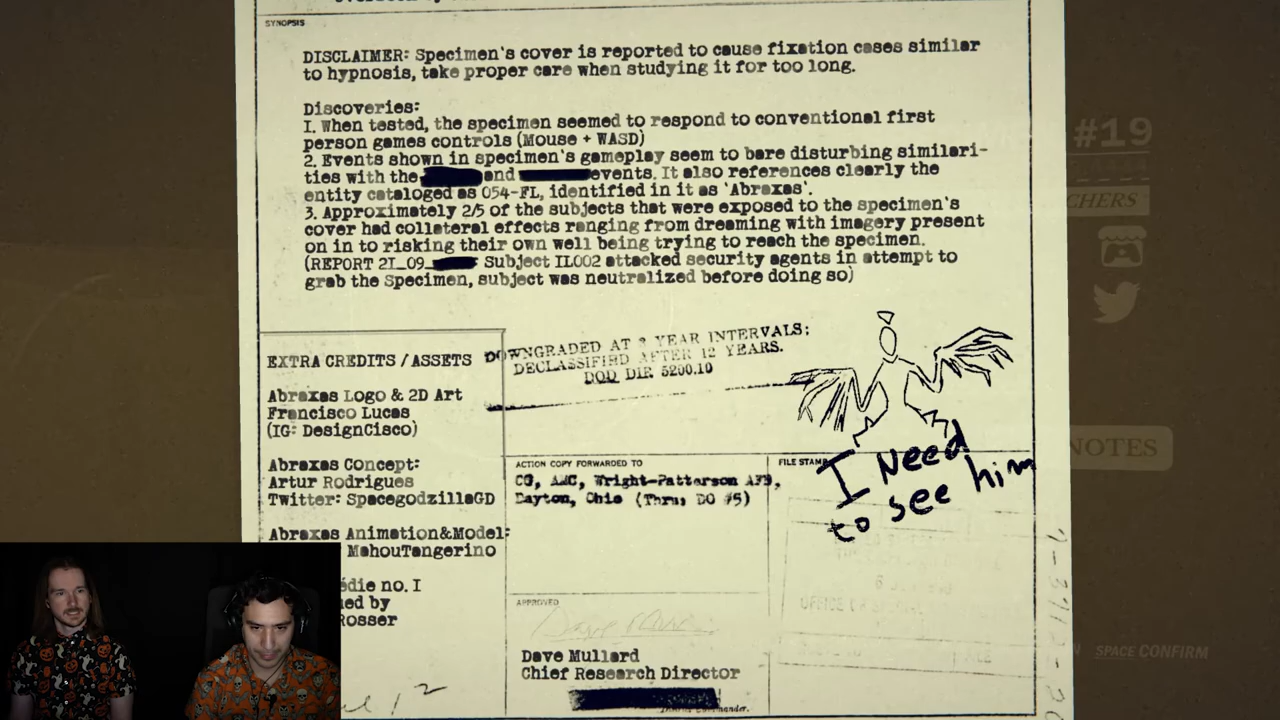 SYNOPSIS
DISCLAIMER: Specimen's cover is reported to cause fixation cases similar
to hypnosis, take proper care when studying it for too long.
Discoveries:
1. When tested, the specimen seemed to respond to conventional first
person games controls (Mouse + WASD)
2. Events shown in specimen's gameplay seem to bare disturbing similari-
ties with the and events. It also references clearly the
entity cataloged as 054-FL, identified in it as 'Abraxas'.
3. Approximately 2/5 of the subjects that were exposed to the specimen's
cover had collateral effects ranging from dreaming with imagery present
on in to risking their own well being trying to reach the specimen.
(REPORT 21_09_ Subject IL002 attacked security agents in attempt to
grab the Specimen, subject was neutralized before doing so)
EXTRA CREDITS / ASSETS
Abraxas Logo & 2D Art
Francisco Lucas
(IG: DesignCisco)
Abraxas Concept:
Artur Rodrigues
Twitter: SpacegodzillaGD
Abraxas Animation&Model:
MahouTangerino
édie no. 1
ed by
Rosser
DOWNGRADED AT 3 YEAR INTERVALS;
DECLASSIFIED AFTER 12 YEARS.
DOD DIR 5200.10
ACTION COPY FORWARDED TO
CG, AMC, Wright-Patterson AFB,
Dayton, Ohio (Thru; DO #5)
FILE STAMP
I Need
to see him
APPROVED
Dave Mullard
Chief Research Director
#19
CHERS
NOTES
SPACE CONFIRM